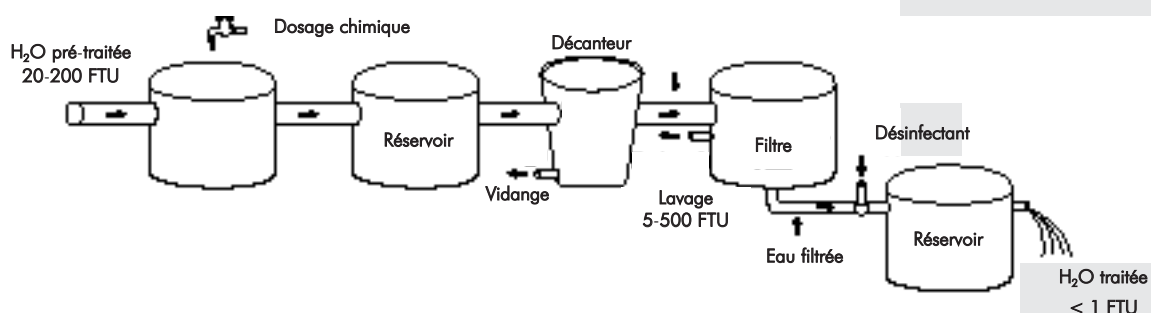 Dosage chimique
H₂O pré-traitée
20-200 FTU
Décanteur
Réservoir
Filtre
Désinfectant
Vidange
Lavage
5-500 FTU
Eau filtrée
Réservoir
H₂O traitée
< 1 FTU